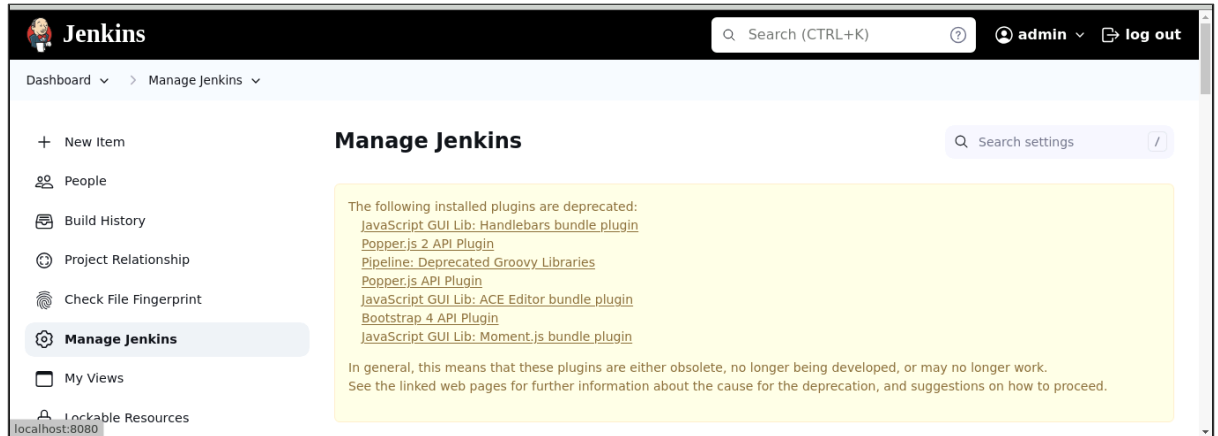 Jenkins
Search (CTRL+K)
admin
log out
Dashboard
Manage Jenkins
New Item
People
Build History
Project Relationship
Check File Fingerprint
Manage Jenkins
My Views
Lockable Resources
localhost:8080
Manage Jenkins
Search settings
/
The following installed plugins are deprecated:
JavaScript GUI Lib: Handlebars bundle plugin
Popper.js 2 API Plugin
Pipeline: Deprecated Groovy Libraries
Popper.js API Plugin
JavaScript GUI Lib: ACE Editor bundle plugin
Bootstrap 4 API Plugin
JavaScript GUI Lib: Moment.js bundle plugin
In general, this means that these plugins are either obsolete, no longer being developed, or may no longer work.
See the linked web pages for further information about the cause for the deprecation, and suggestions on how to proceed.